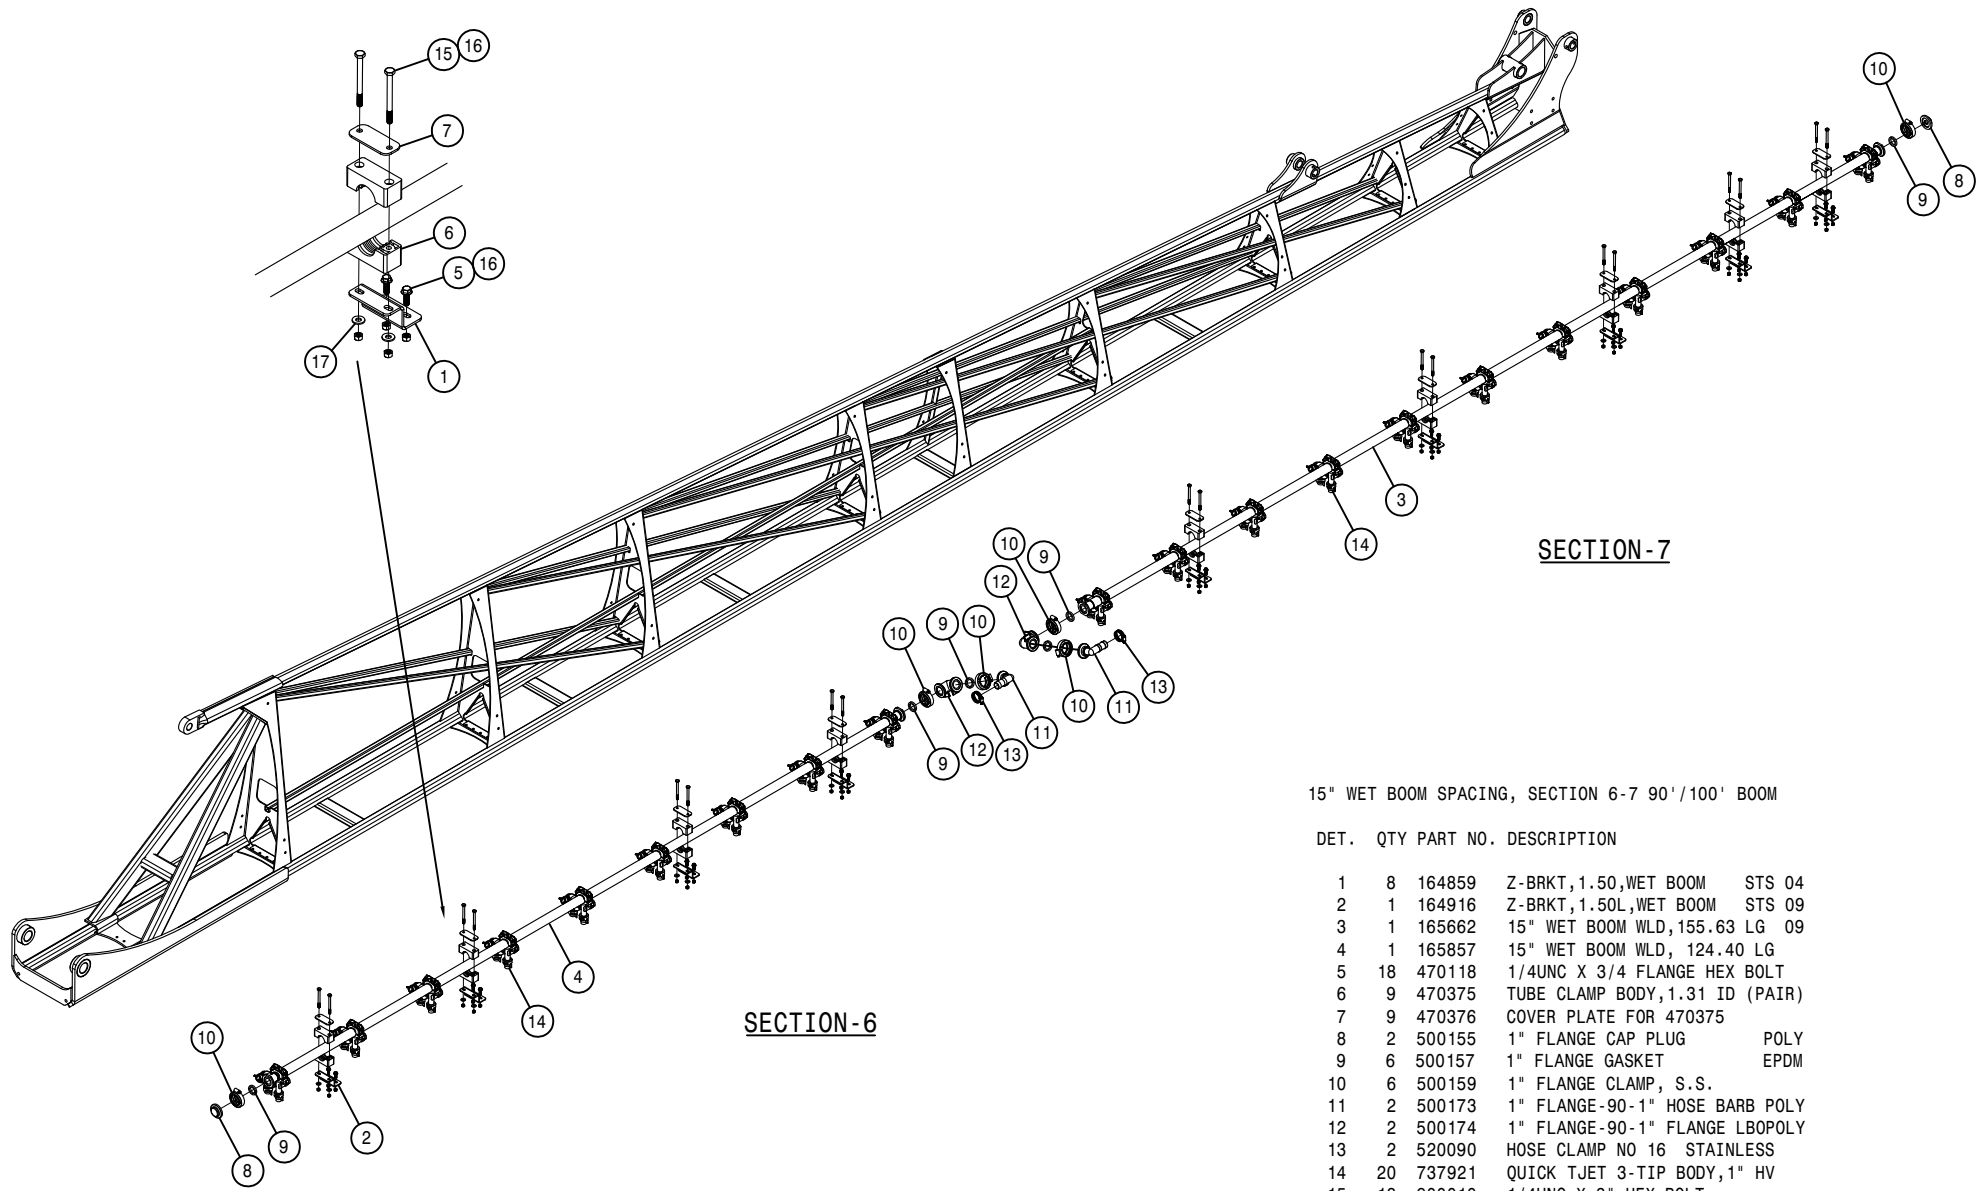 15 16
7
6
5 16
17
1
10
9
8
14
3
SECTION-7
10
9
12
10
9
10
10
11
13
9
12
13
11
4
14
SECTION-6
10
8
9
2
15" WET BOOM SPACING, SECTION 6-7 90'/100' BOOM
DET. QTY PART NO. DESCRIPTION
1 8 164859 Z-BRKT,1.50,WET BOOM STS 04
2 1 164916 Z-BRKT,1.50L,WET BOOM STS 09
3 1 165662 15" WET BOOM WLD,155.63 LG 09
4 1 165857 15" WET BOOM WLD, 124.40 LG
5 18 470118 1/4UNC X 3/4 FLANGE HEX BOLT
6 9 470375 TUBE CLAMP BODY,1.31 ID (PAIR)
7 9 470376 COVER PLATE FOR 470375
8 2 500155 1" FLANGE CAP PLUG POLY
9 6 500157 1" FLANGE GASKET EPDM
10 6 500159 1" FLANGE CLAMP, S.S.
11 2 500173 1" FLANGE-90-1" HOSE BARB POLY
12 2 500174 1" FLANGE-90-1" FLANGE LBOPOLY
13 2 520090 HOSE CLAMP NO 16 STAINLESS
14 20 737921 QUICK TJET 3-TIP BODY,1" HV